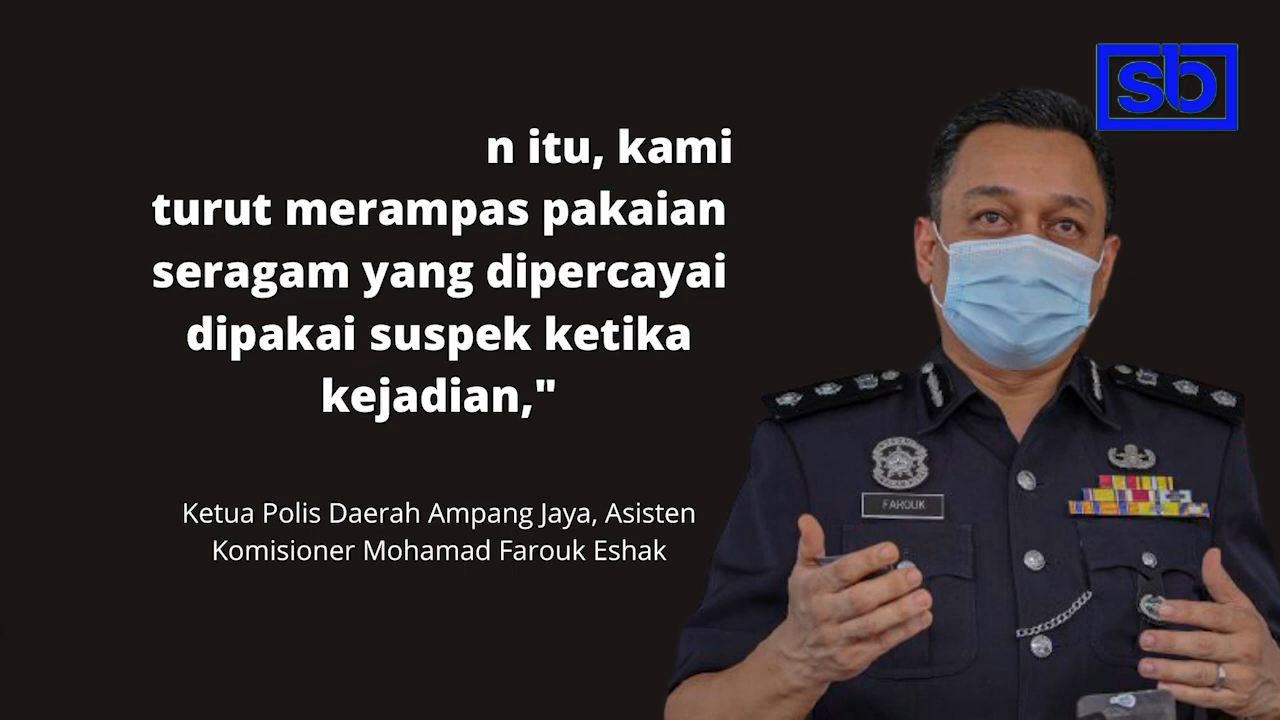 sb
n itu, kami
turut merampas pakaian
seragam yang dipercayai
dipakai suspek ketika
kejadian,"
Ketua Polis Daerah Ampang Jaya, Asisten
Komisioner Mohamad Farouk Eshak
FAROUK